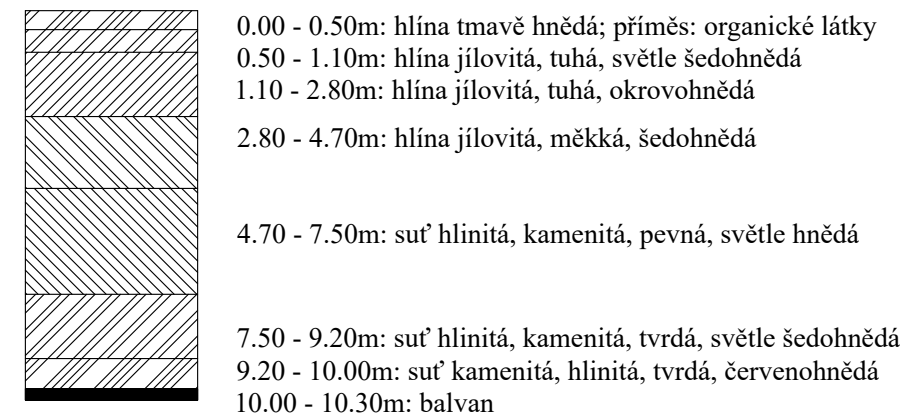 0.00 - 0.50m: hlína tmavě hnědá; příměs: organické látky
0.50 - 1.10m: hlína jílovitá, tuhá, světle šedohnědá
1.10 - 2.80m: hlína jílovitá, tuhá, okrovohnědá
2.80 - 4.70m: hlína jílovitá, měkká, šedohnědá
4.70 - 7.50m: suť hlinitá, kamenitá, pevná, světle hnědá
7.50 - 9.20m: suť hlinitá, kamenitá, tvrdá, světle šedohnědá
9.20 - 10.00m: suť kamenitá, hlinitá, tvrdá, červenohnědá
10.00 - 10.30m: balvan